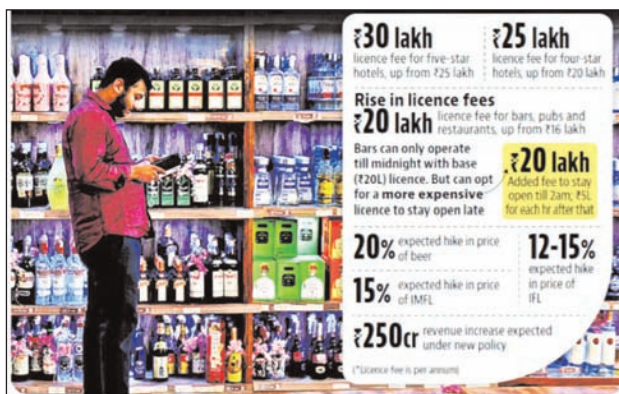 ₹30 lakh
licence fee for five-star
hotels, up from ₹25 lakh
₹25 lakh
licence fee for four-star
hotels, up from ₹20 lakh
Rise in licence fees
₹20 lakh licence fee for bars, pubs and
restaurants, up from ₹16 lakh
Bars can only operate
till midnight with base
(₹20L) licence. But can opt
for a more expensive
licence to stay open late
₹20 lakh
Added fee to stay
open till 2am; ₹5L
for each hr after that
20% expected hike in price
of beer
15% expected hike in price
of IMFL
12-15%
expected hike
in price of
IFL
₹250cr revenue increase expected
under new policy
(*Licence fee is per annum)